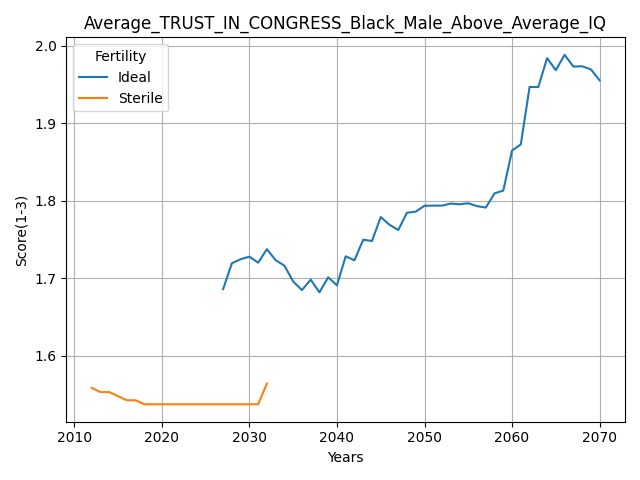 Average_TRUST_IN_CONGRESS_Black_Male_Above_Average_IQ
Fertility
Ideal
Sterile
2.0
1.9
1.8
1.7
1.6
Score(1-3)
2010 2020 2030 2040 2050 2060 2070
Years